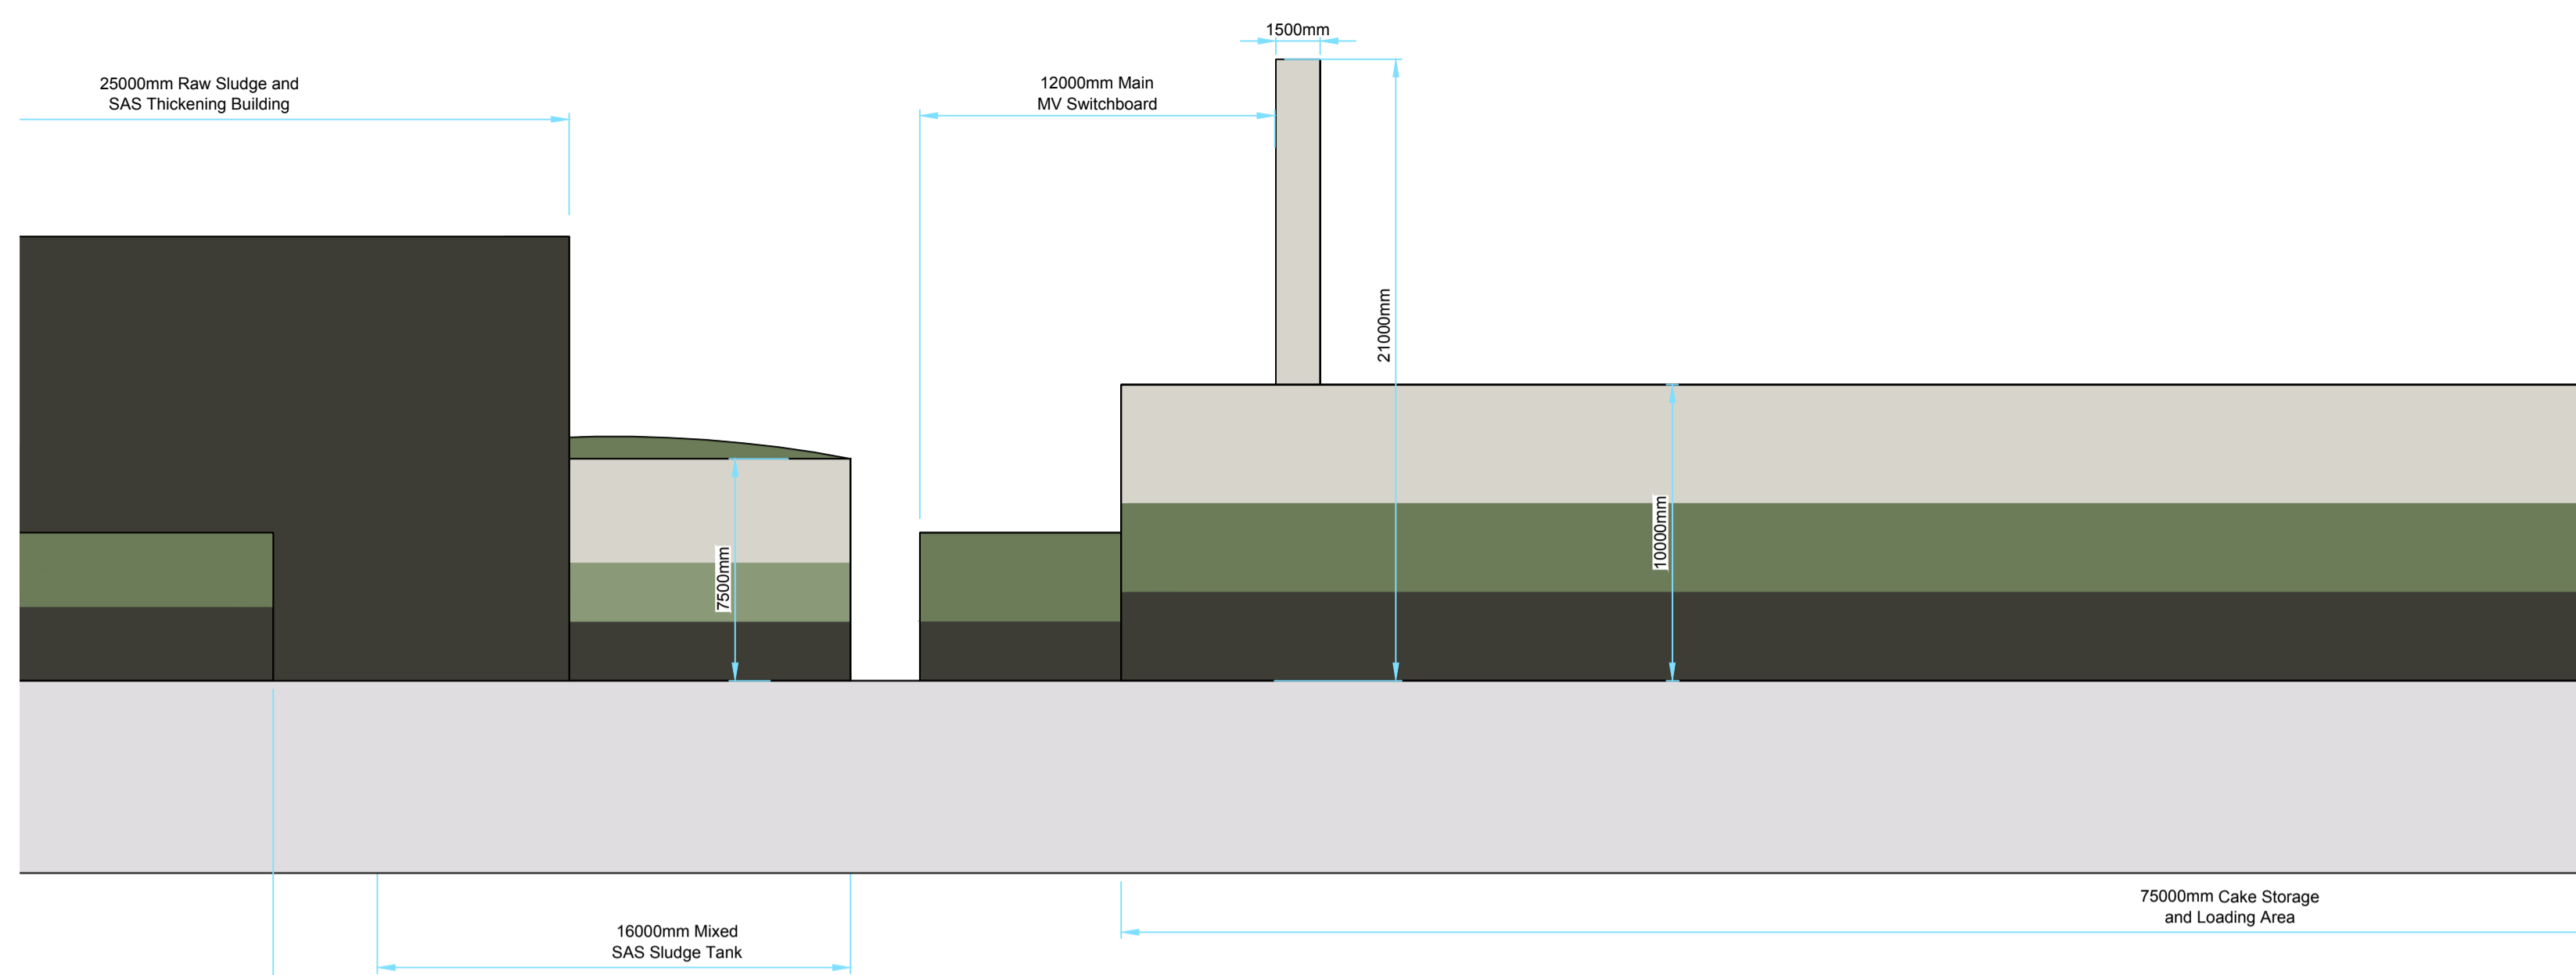 1500mm
25000mm Raw Sludge and
SAS Thickening Building
12000mm Main
MV Switchboard
21000mm
7500mm
10000mm
75000mm Cake Storage
and Loading Area
16000mm Mixed
SAS Sludge Tank